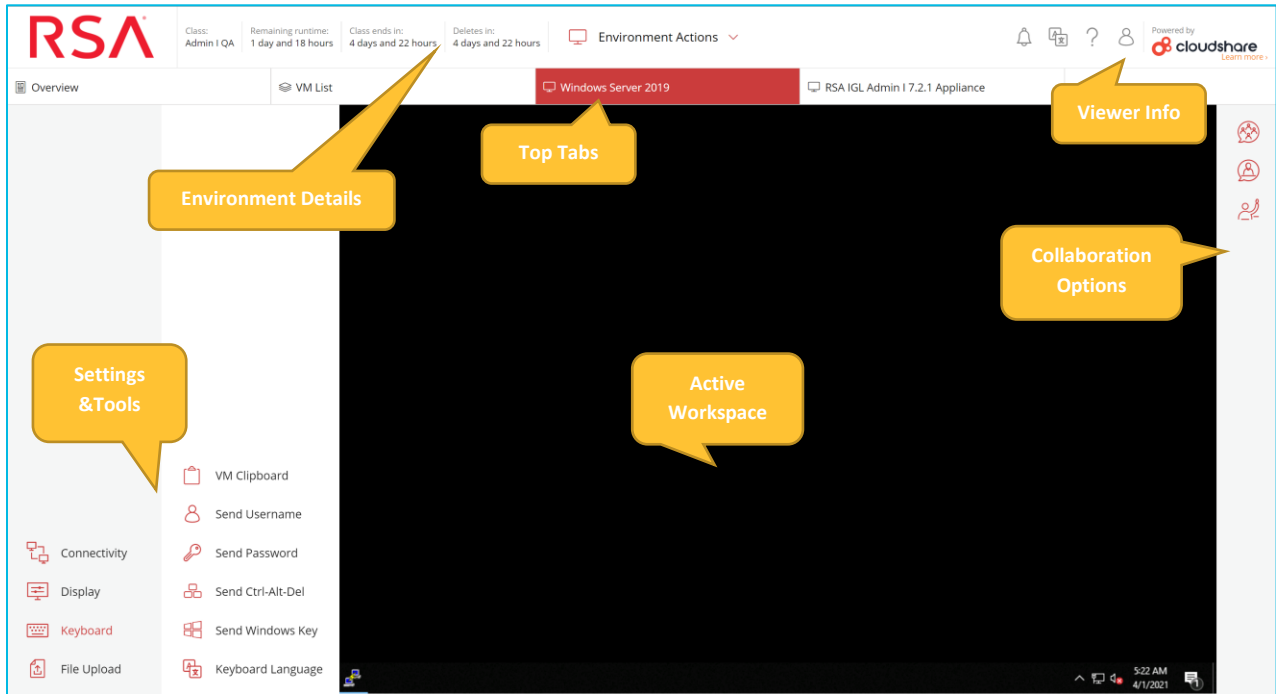 RSA
Class:
Admin I QA
Remaining runtime:
1 day and 18 hours
Class ends in:
4 days and 22 hours
Deletes in:
4 days and 22 hours
Environment Actions
Powered by
cloudshare
Learn more ›
Overview
VM List
Windows Server 2019
RSA IGL Admin I 7.2.1 Appliance
Viewer Info
Top Tabs
Environment Details
Collaboration
Options
Settings
&Tools
Active
Workspace
VM Clipboard
Send Username
Connectivity
Send Password
Display
Send Ctrl-Alt-Del
Keyboard
Send Windows Key
File Upload
Keyboard Language
5:22 AM
4/1/2021
1